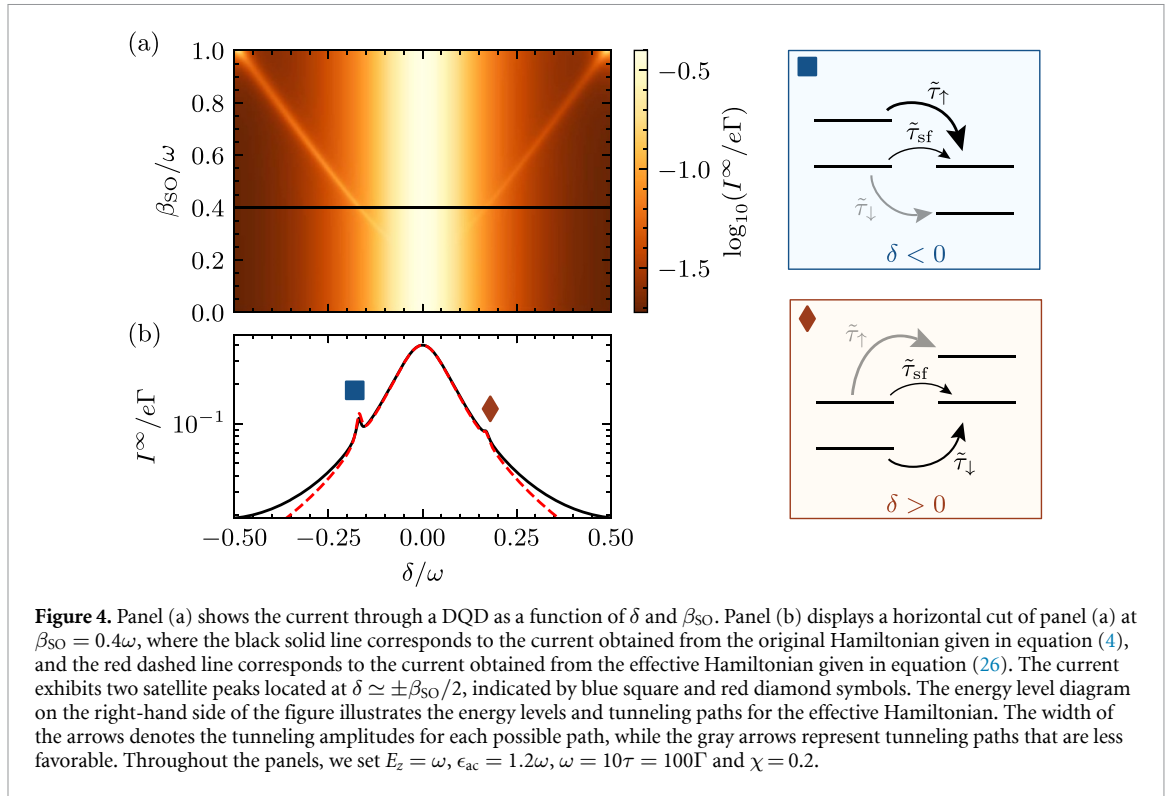 (a)
1.0
0.8
0.6
0.4
0.2
0.0
β_SO/ω
−0.5
−1.0
−1.5
log₁₀(I^∞/eΓ)
(b)
10⁻¹
I^∞/eΓ
−0.50 −0.25 0.00 0.25 0.50
δ/ω
τ̃↑
τ̃_sf
τ̃↓
δ < 0
τ̃↑
τ̃_sf
τ̃↓
δ > 0
Figure 4. Panel (a) shows the current through a DQD as a function of δ and β_SO. Panel (b) displays a horizontal cut of panel (a) at
β_SO = 0.4ω, where the black solid line corresponds to the current obtained from the original Hamiltonian given in equation (4),
and the red dashed line corresponds to the current obtained from the effective Hamiltonian given in equation (26). The current
exhibits two satellite peaks located at δ ≃ ±β_SO/2, indicated by blue square and red diamond symbols. The energy level diagram
on the right-hand side of the figure illustrates the energy levels and tunneling paths for the effective Hamiltonian. The width of
the arrows denotes the tunneling amplitudes for each possible path, while the gray arrows represent tunneling paths that are less
favorable. Throughout the panels, we set E_z = ω, ϵ_ac = 1.2ω, ω = 10τ = 100Γ and χ = 0.2.